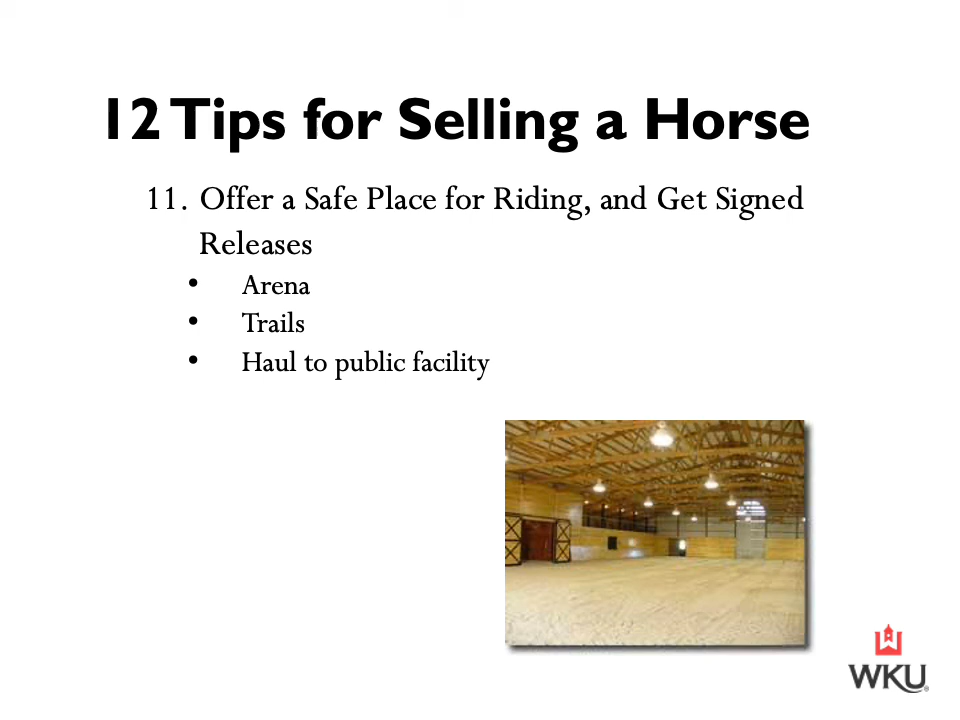 12 Tips for Selling a Horse
11. Offer a Safe Place for Riding, and Get Signed
Releases
• Arena
• Trails
• Haul to public facility
WKU®